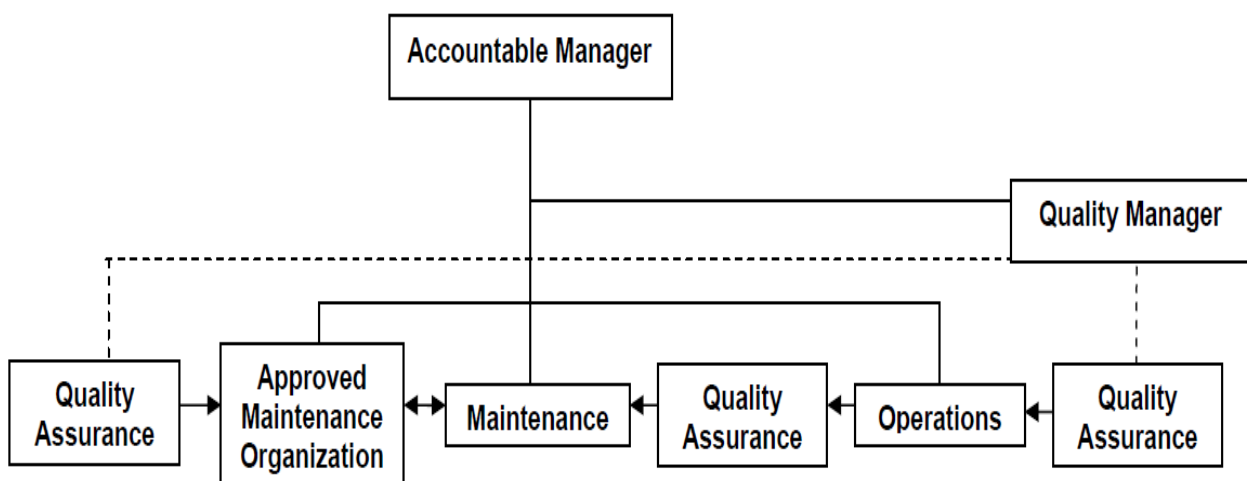 Accountable Manager
Quality Manager
Quality
Assurance
Approved
Maintenance
Organization
Maintenance
Quality
Assurance
Operations
Quality
Assurance